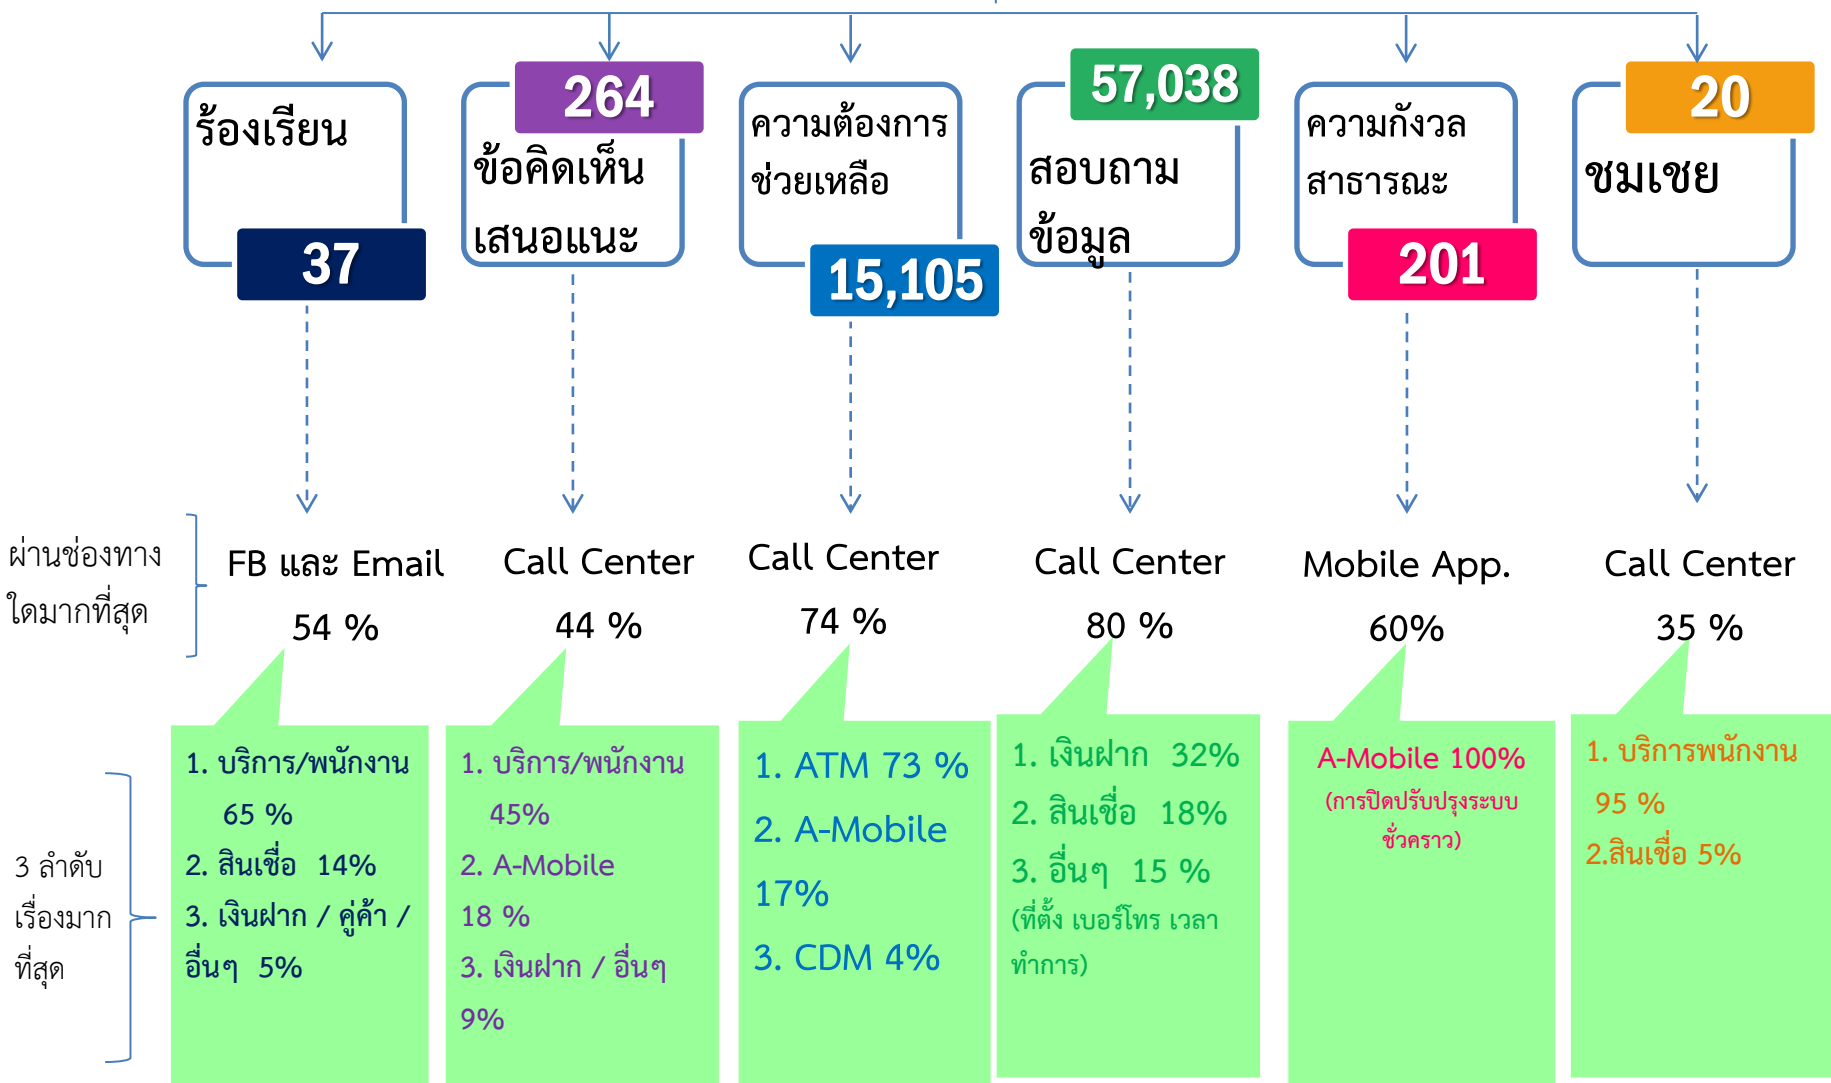 ร้องเรียน
37
264
ข้อคิดเห็น
เสนอแนะ
ความต้องการ
ช่วยเหลือ
15,105
57,038
สอบถาม
ข้อมูล
ความกังวล
สาธารณะ
201
20
ชมเชย
ผ่านช่องทาง
ใดมากที่สุด
FB และ Email
54 %
Call Center
44 %
Call Center
74 %
Call Center
80 %
Mobile App.
60%
Call Center
35 %
3 ลำดับ
เรื่องมาก
ที่สุด
1. บริการ/พนักงาน
65 %
2. สินเชื่อ 14%
3. เงินฝาก / คู่ค้า /
อื่นๆ 5%
1. บริการ/พนักงาน
45%
2. A-Mobile
18 %
3. เงินฝาก / อื่นๆ
9%
1. ATM 73 %
2. A-Mobile
17%
3. CDM 4%
1. เงินฝาก 32%
2. สินเชื่อ 18%
3. อื่นๆ 15 %
(ที่ตั้ง เบอร์โทร เวลา
ทำการ)
A-Mobile 100%
(การปิดปรับปรุงระบบ
ชั่วคราว)
1. บริการพนักงาน
95 %
2.สินเชื่อ 5%